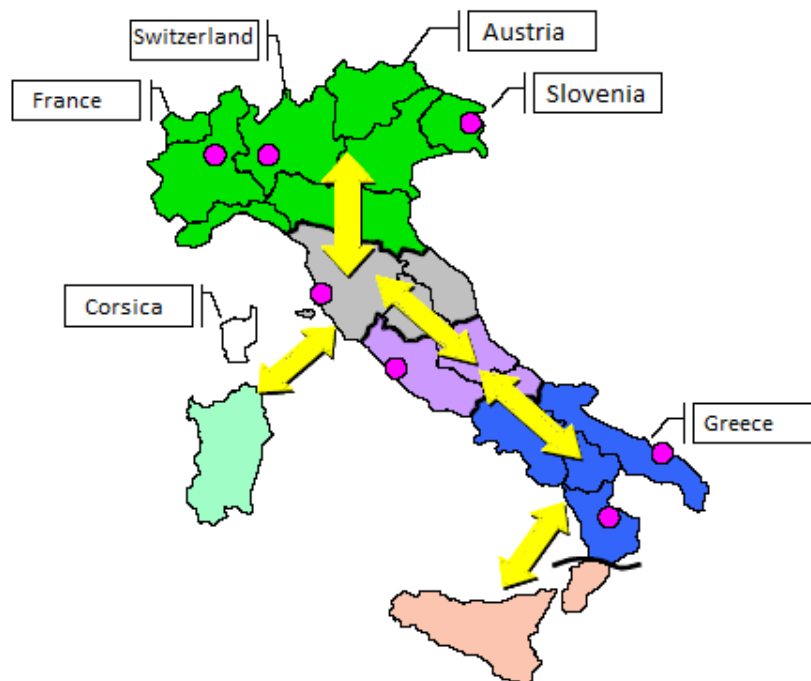 Switzerland
Austria
France
Slovenia
Corsica
Greece